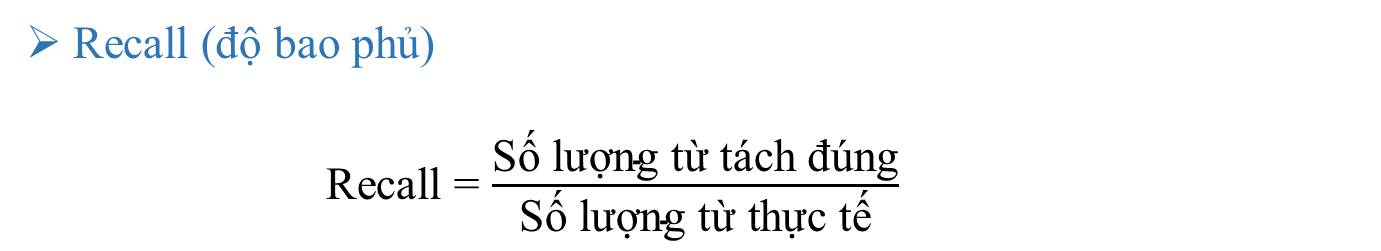 ➢ Recall (độ bao phủ)
Recall = Số lượng từ tách đúng
Số lượng từ thực tế